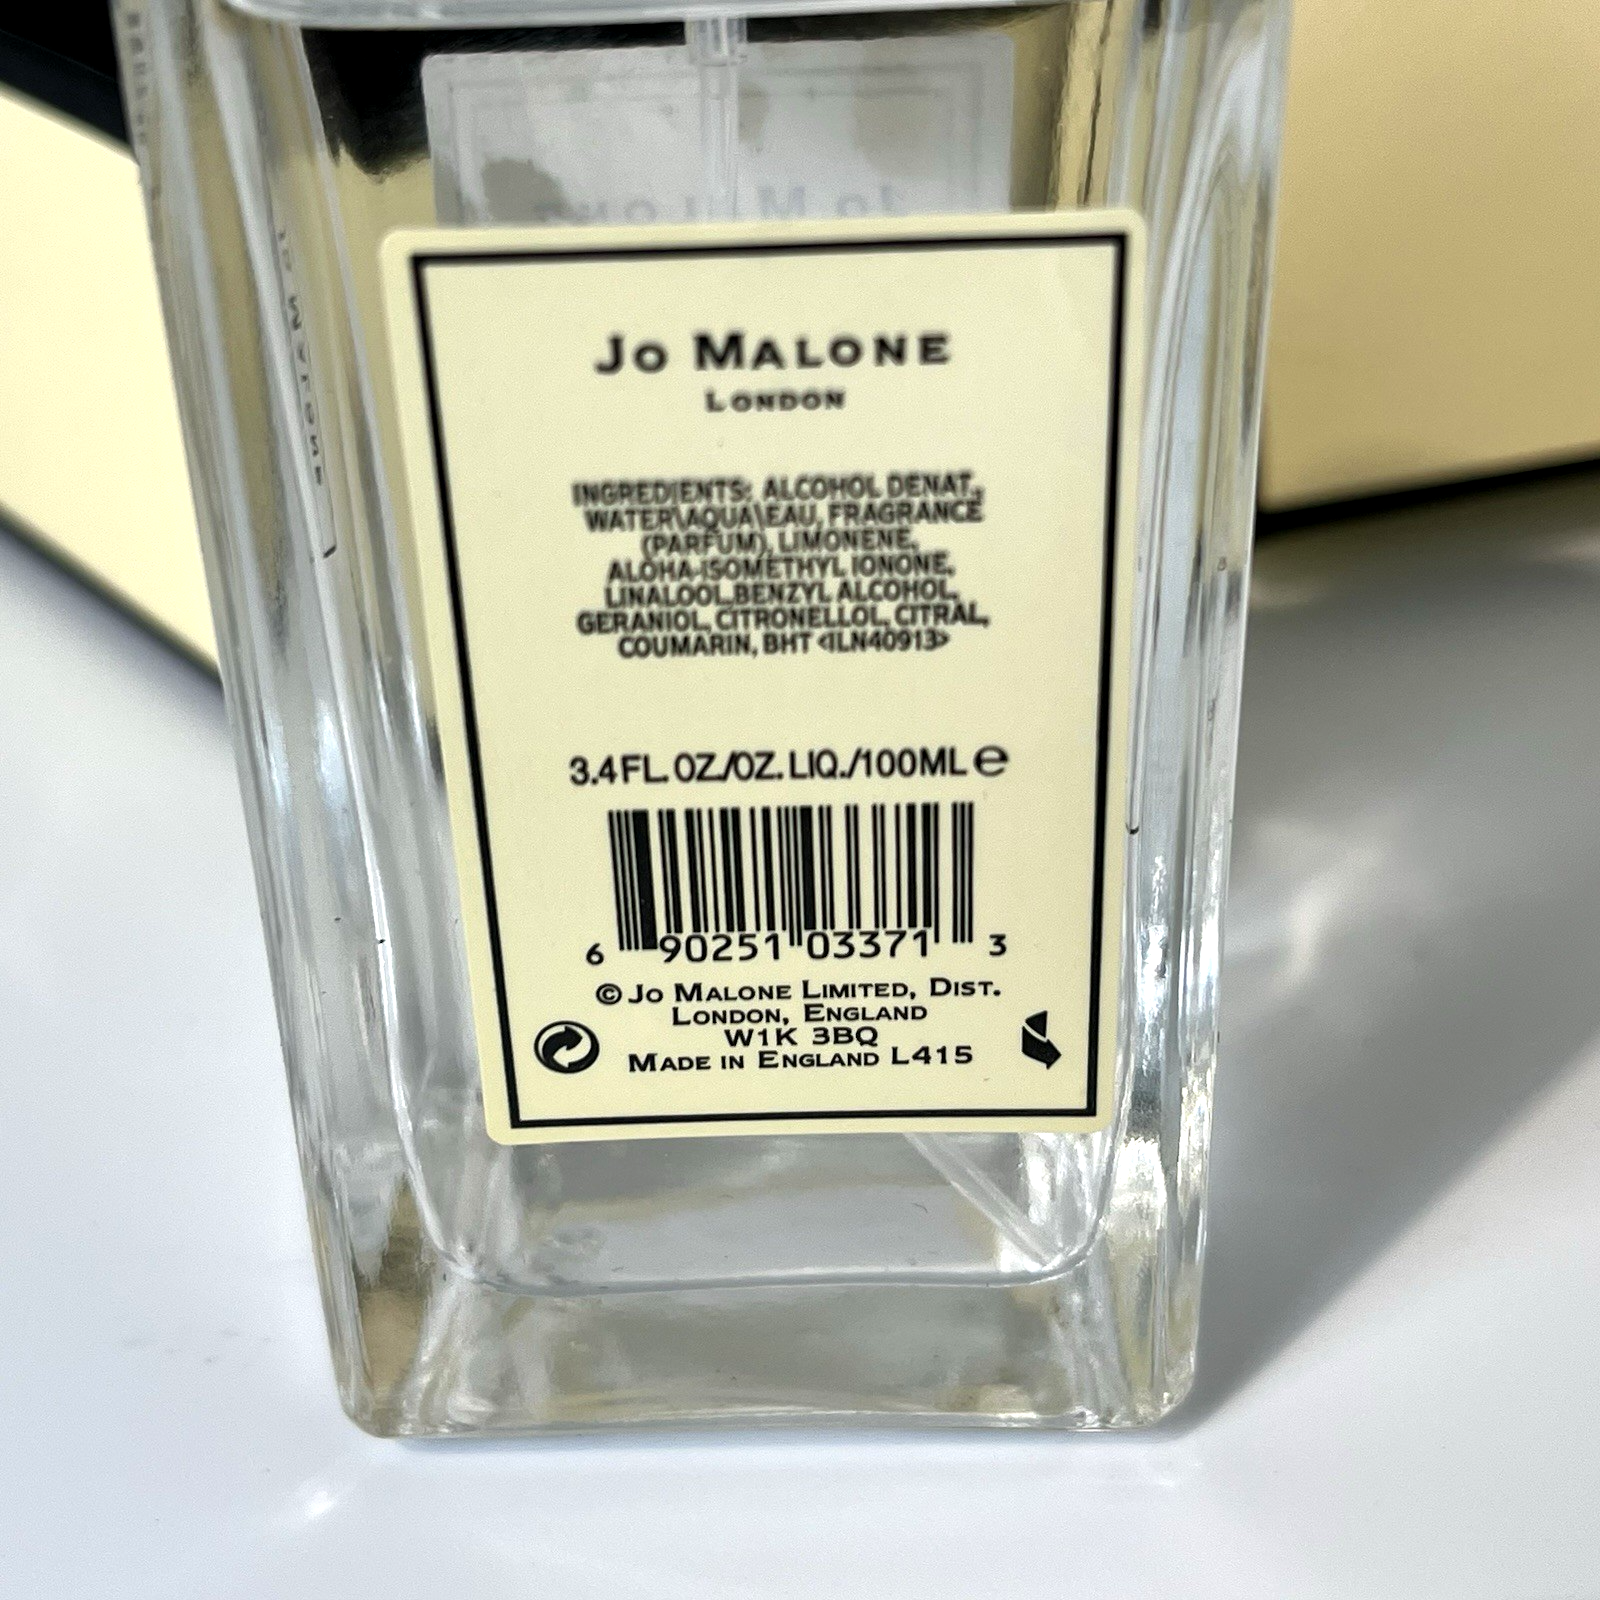 Jo Malone
London
INGREDIENTS: ALCOHOL DENAT.,
WATER\AQUA\EAU, FRAGRANCE
(PARFUM), LIMONENE,
ALOHA-ISOMETHYL IONONE,
LINALOOL, BENZYL ALCOHOL,
GERANIOL, CITRONELLOL, CITRAL,
COUMARIN, BHT <ILN40913>
3.4 FL. OZ./OZ. LIQ./100ML e
6 90251 03371 3
© Jo Malone Limited, Dist.
London, England
W1K 3BQ
Made in England L415